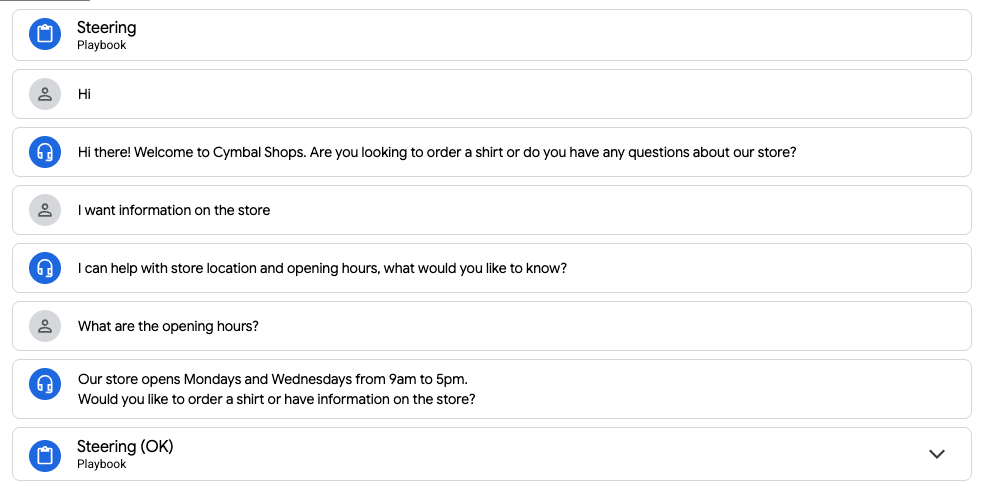 Steering
Playbook
Hi
Hi there! Welcome to Cymbal Shops. Are you looking to order a shirt or do you have any questions about our store?
I want information on the store
I can help with store location and opening hours, what would you like to know?
What are the opening hours?
Our store opens Mondays and Wednesdays from 9am to 5pm.
Would you like to order a shirt or have information on the store?
Steering (OK)
Playbook